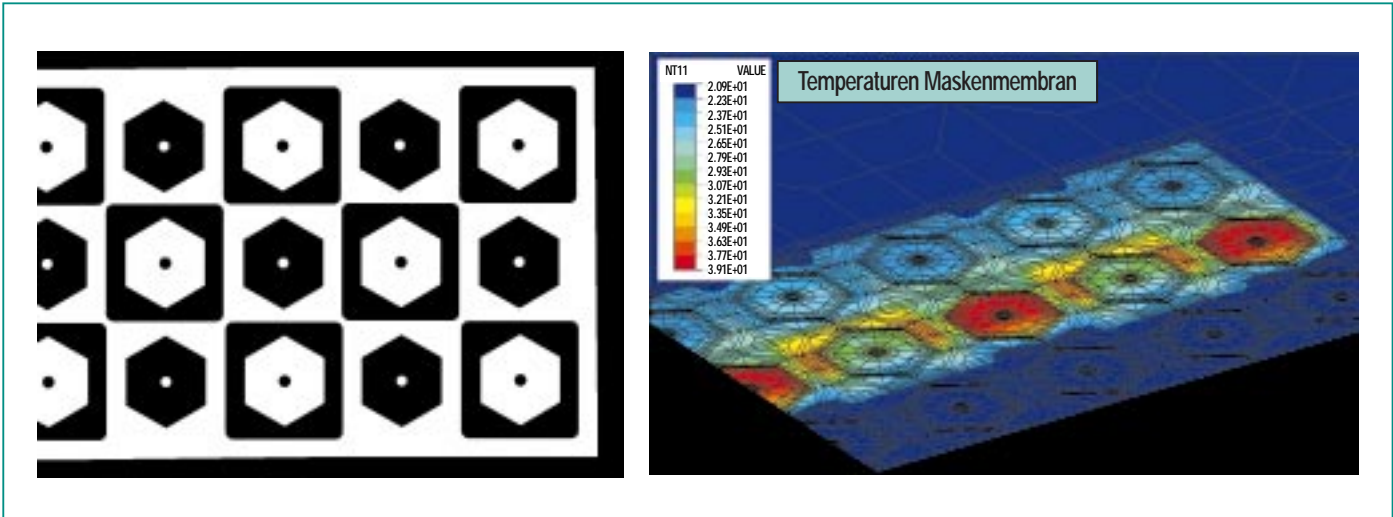 NT11 VALUE
2.09E+01
2.23E+01
2.37E+01
2.51E+01
2.65E+01
2.79E+01
2.93E+01
3.07E+01
3.21E+01
3.35E+01
3.49E+01
3.63E+01
3.77E+01
3.91E+01
Temperaturen Maskenmembran